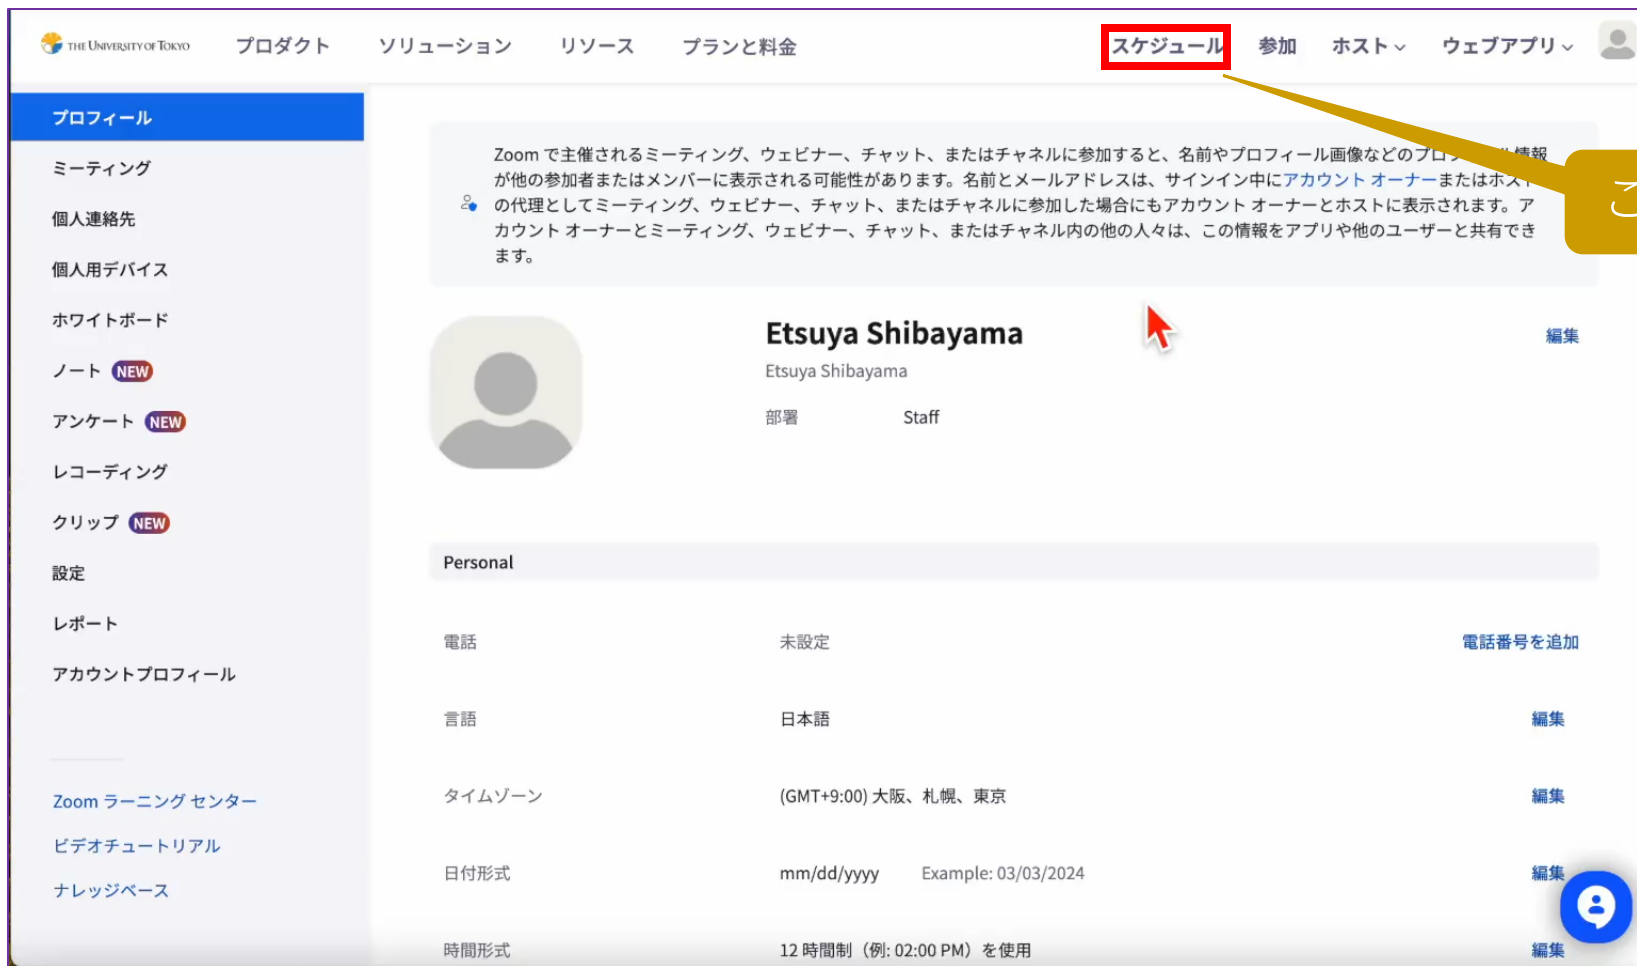 THE UNIVERSITY OF TOKYO
プロダクト
ソリューション
リソース
プランと料金
スケジュール
参加
ホスト
ウェブアプリ
プロフィール
ミーティング
個人連絡先
個人用デバイス
ホワイトボード
ノート NEW
アンケート NEW
レコーディング
クリップ NEW
設定
レポート
アカウントプロフィール
Zoom ラーニング センター
ビデオチュートリアル
ナレッジベース
Zoom で主催されるミーティング、ウェビナー、チャット、またはチャネルに参加すると、名前やプロフィール画像などのプロ 情報
が他の参加者またはメンバーに表示される可能性があります。名前とメールアドレスは、サインイン中にアカウント オーナーまたはホスト
の代理としてミーティング、ウェビナー、チャット、またはチャネルに参加した場合にもアカウント オーナーとホストに表示されます。ア
カウント オーナーとミーティング、ウェビナー、チャット、またはチャネル内の他の人々は、この情報をアプリや他のユーザーと共有でき
ます。
Etsuya Shibayama
編集
Etsuya Shibayama
部署 Staff
Personal
電話 未設定 電話番号を追加
言語 日本語 編集
タイムゾーン (GMT+9:00) 大阪、札幌、東京 編集
日付形式 mm/dd/yyyy Example: 03/03/2024 編集
時間形式 12 時間制（例: 02:00 PM）を使用 編集